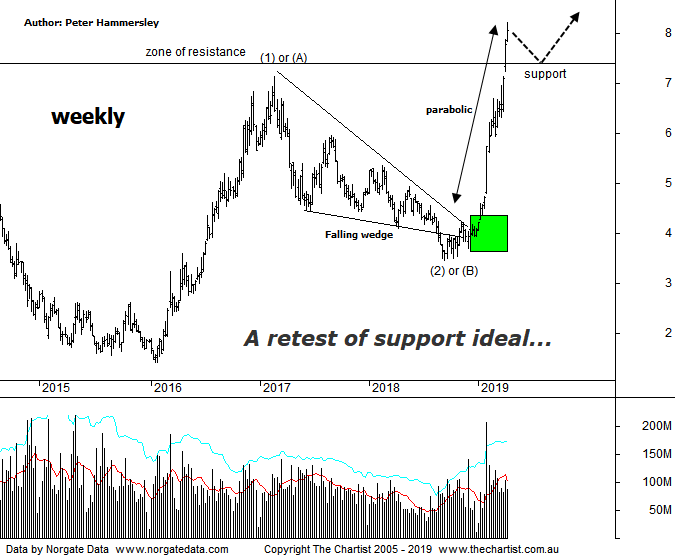 Author: Peter Hammersley
zone of resistance
(1) or (A)
8
support
7
weekly
parabolic
6
5
Falling wedge
4
(2) or (B)
3
A retest of support ideal...
2
2015 2016 2017 2018 2019
200M
150M
100M
50M
Data by Norgate Data www.norgatedata.com Copyright The Chartist 2005 - 2019 www.thechartist.com.au